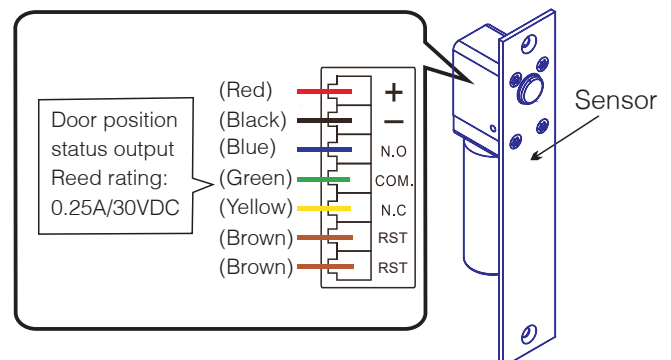 Door position
status output
Reed rating:
0.25A/30VDC
(Red) +
(Black) −
(Blue) N.O
(Green) COM.
(Yellow) N.C
(Brown) RST
(Brown) RST
Sensor